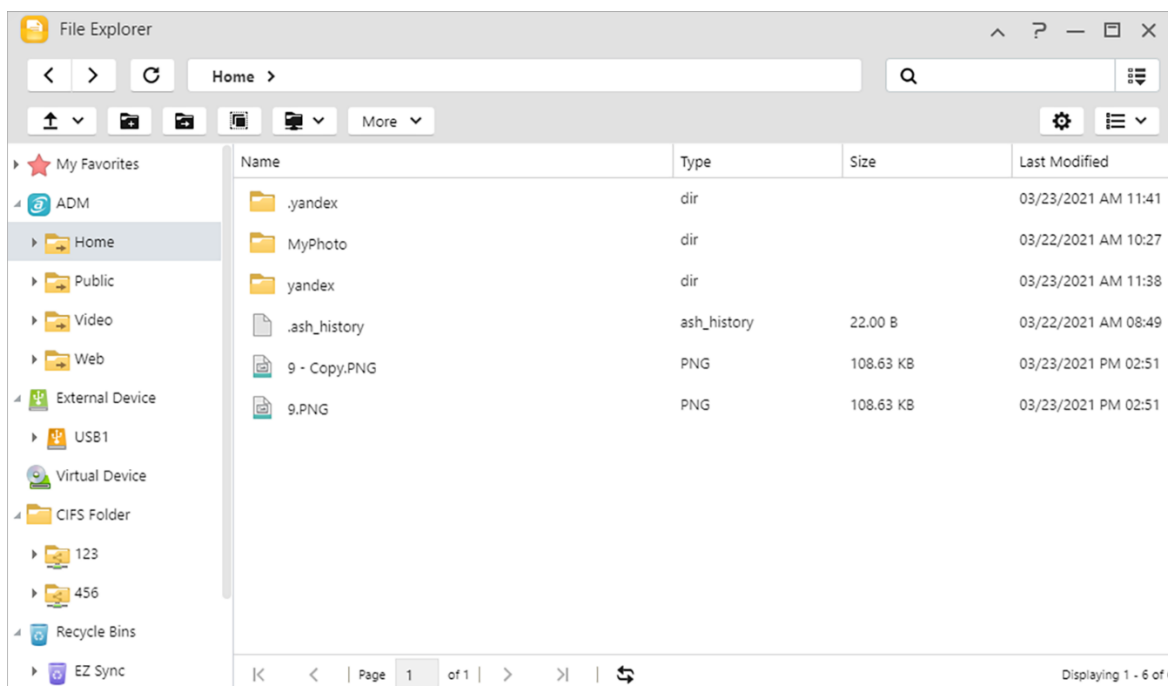 File Explorer
Home >
More
My Favorites
ADM
Home
Public
Video
Web
External Device
USB1
Virtual Device
CIFS Folder
123
456
Recycle Bins
EZ Sync
Name Type Size Last Modified
.yandex dir 03/23/2021 AM 11:41
MyPhoto dir 03/22/2021 AM 10:27
yandex dir 03/23/2021 AM 11:38
.ash_history ash_history 22.00 B 03/22/2021 AM 08:49
9 - Copy.PNG PNG 108.63 KB 03/23/2021 PM 02:51
9.PNG PNG 108.63 KB 03/23/2021 PM 02:51
Page 1 of 1 Displaying 1 - 6 of